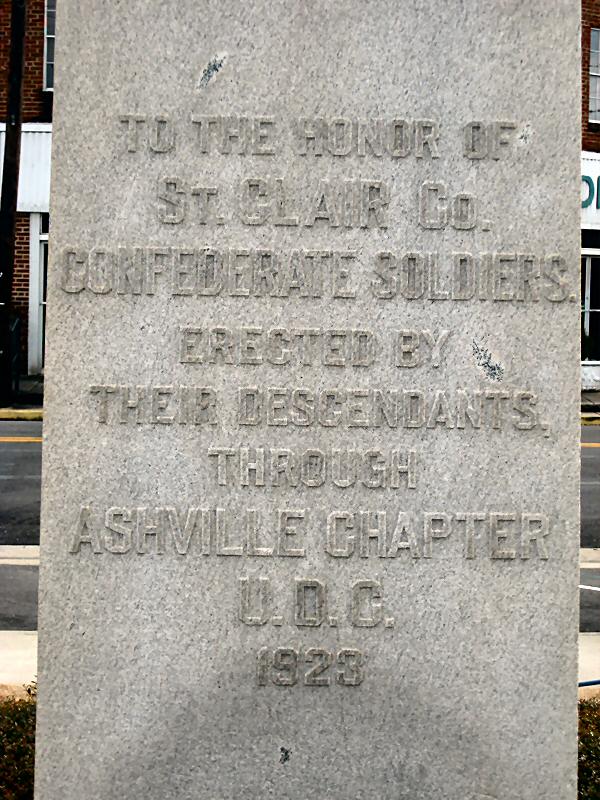 TO THE HONOR OF
ST. CLAIR CO.
CONFEDERATE SOLDIERS.
ERECTED BY
THEIR DESCENDANTS,
THROUGH
ASHVILLE CHAPTER
U.D.C.
1923